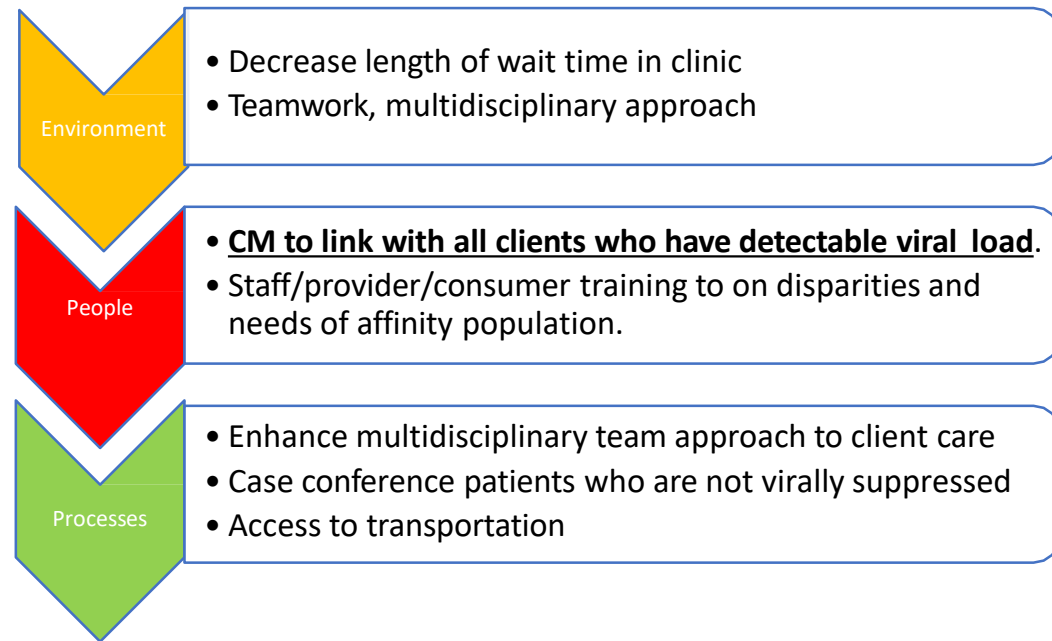 Environment
• Decrease length of wait time in clinic
• Teamwork, multidisciplinary approach
People
• CM to link with all clients who have detectable viral load.
• Staff/provider/consumer training to on disparities and
needs of affinity population.
Processes
• Enhance multidisciplinary team approach to client care
• Case conference patients who are not virally suppressed
• Access to transportation